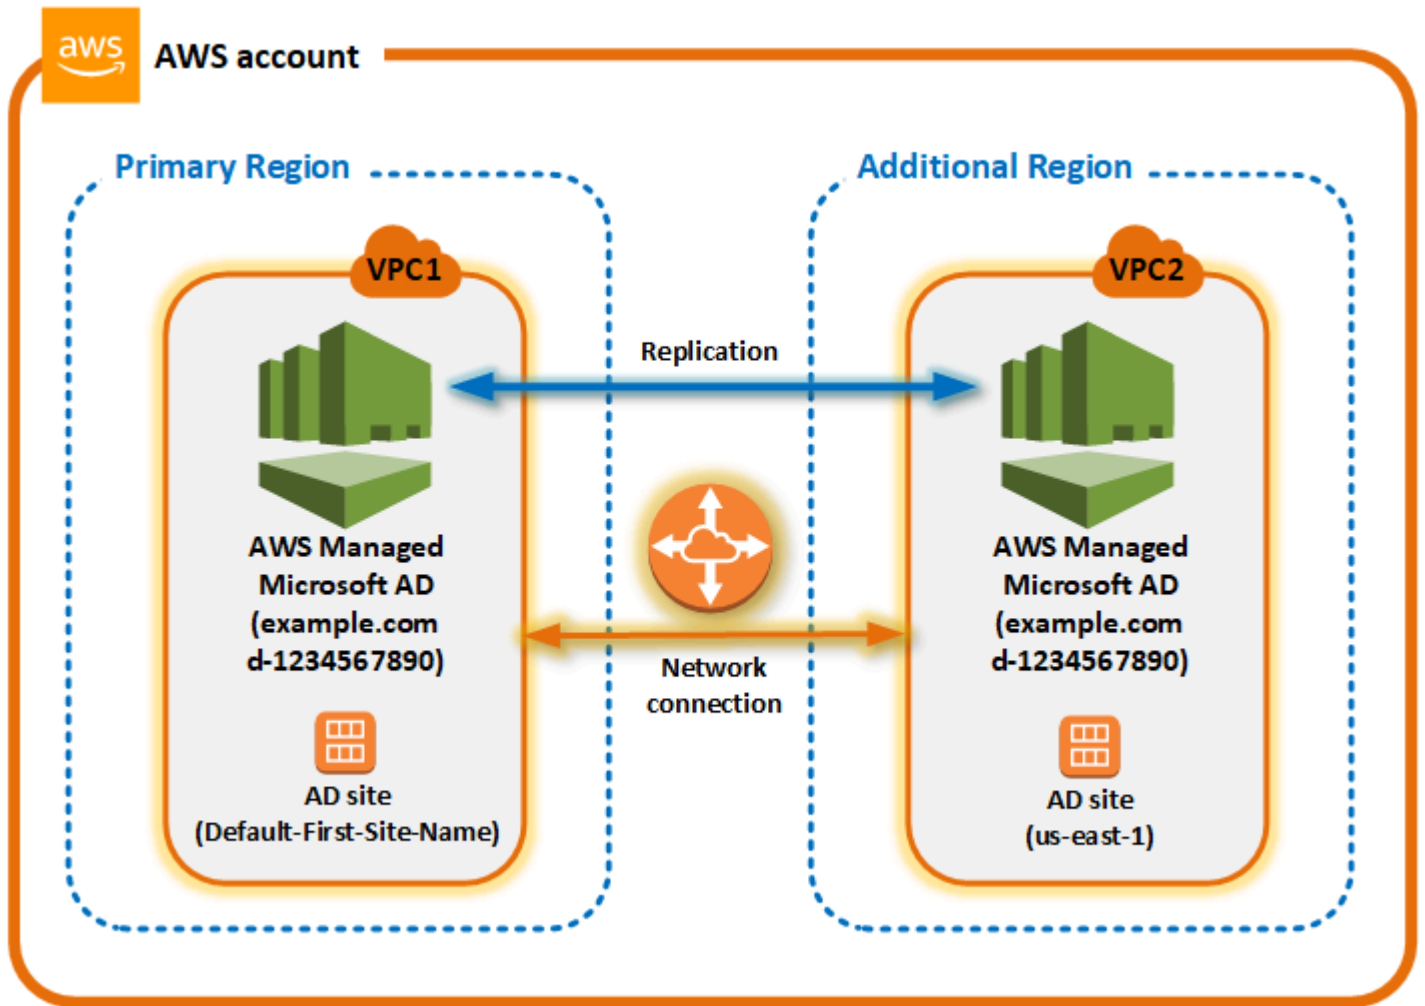 aws
AWS account
Primary Region
Additional Region
VPC1
VPC2
Replication
AWS Managed
Microsoft AD
(example.com
d-1234567890)
Network
connection
AWS Managed
Microsoft AD
(example.com
d-1234567890)
AD site
(Default-First-Site-Name)
AD site
(us-east-1)